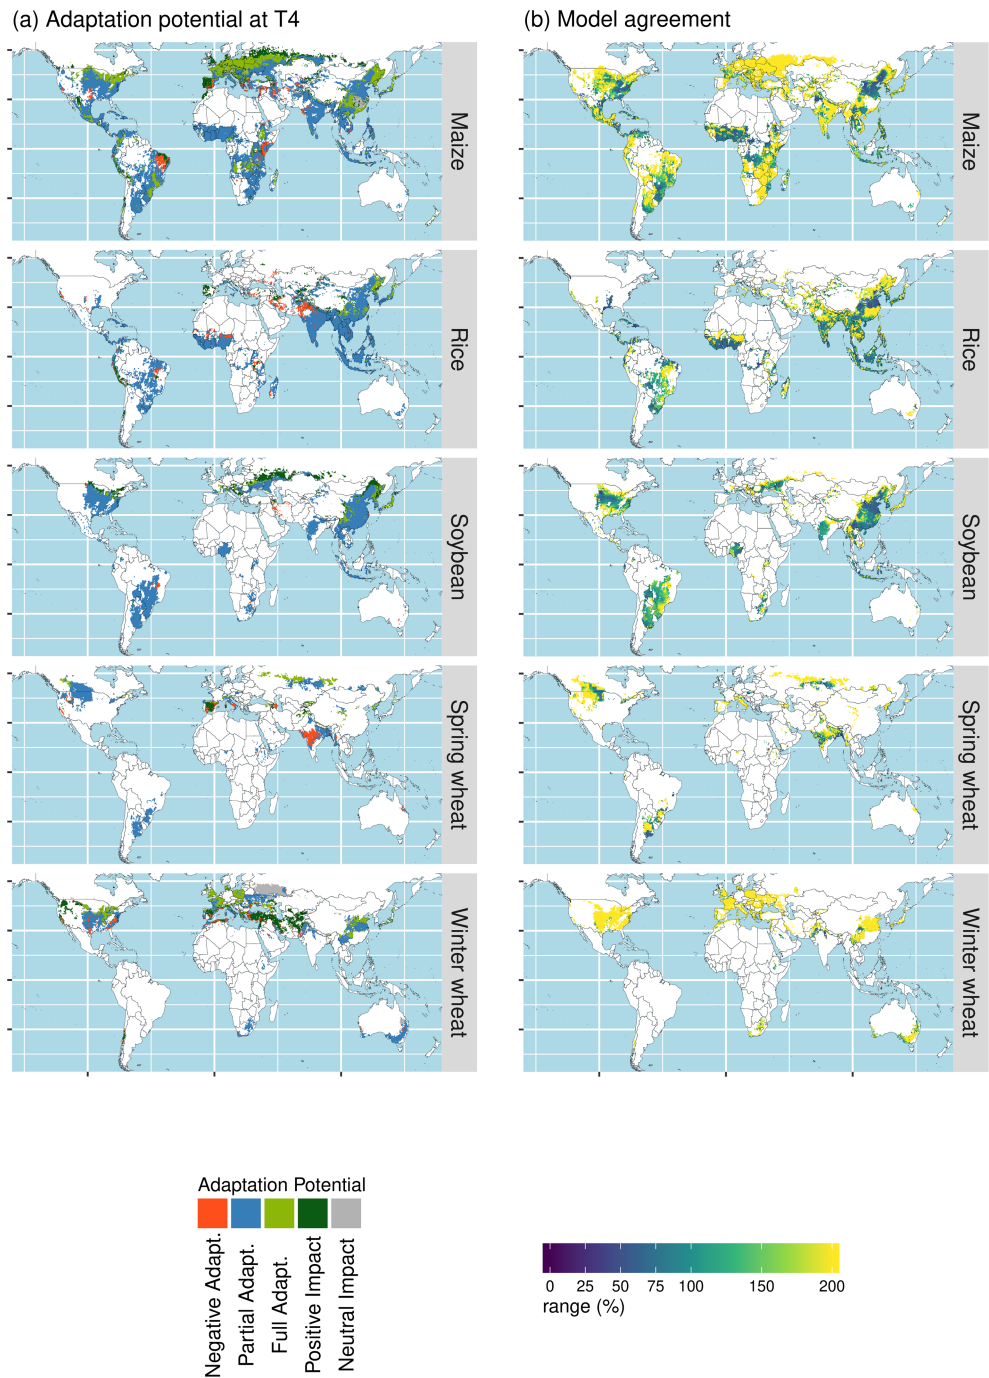 (a) Adaptation potential at T4
(b) Model agreement
Maize
Maize
Rice
Rice
Soybean
Soybean
Spring wheat
Spring wheat
Winter wheat
Winter wheat
Adaptation Potential
Negative Adapt.
Partial Adapt.
Full Adapt.
Positive Impact
Neutral Impact
0 25 50 75 100 150 200
range (%)